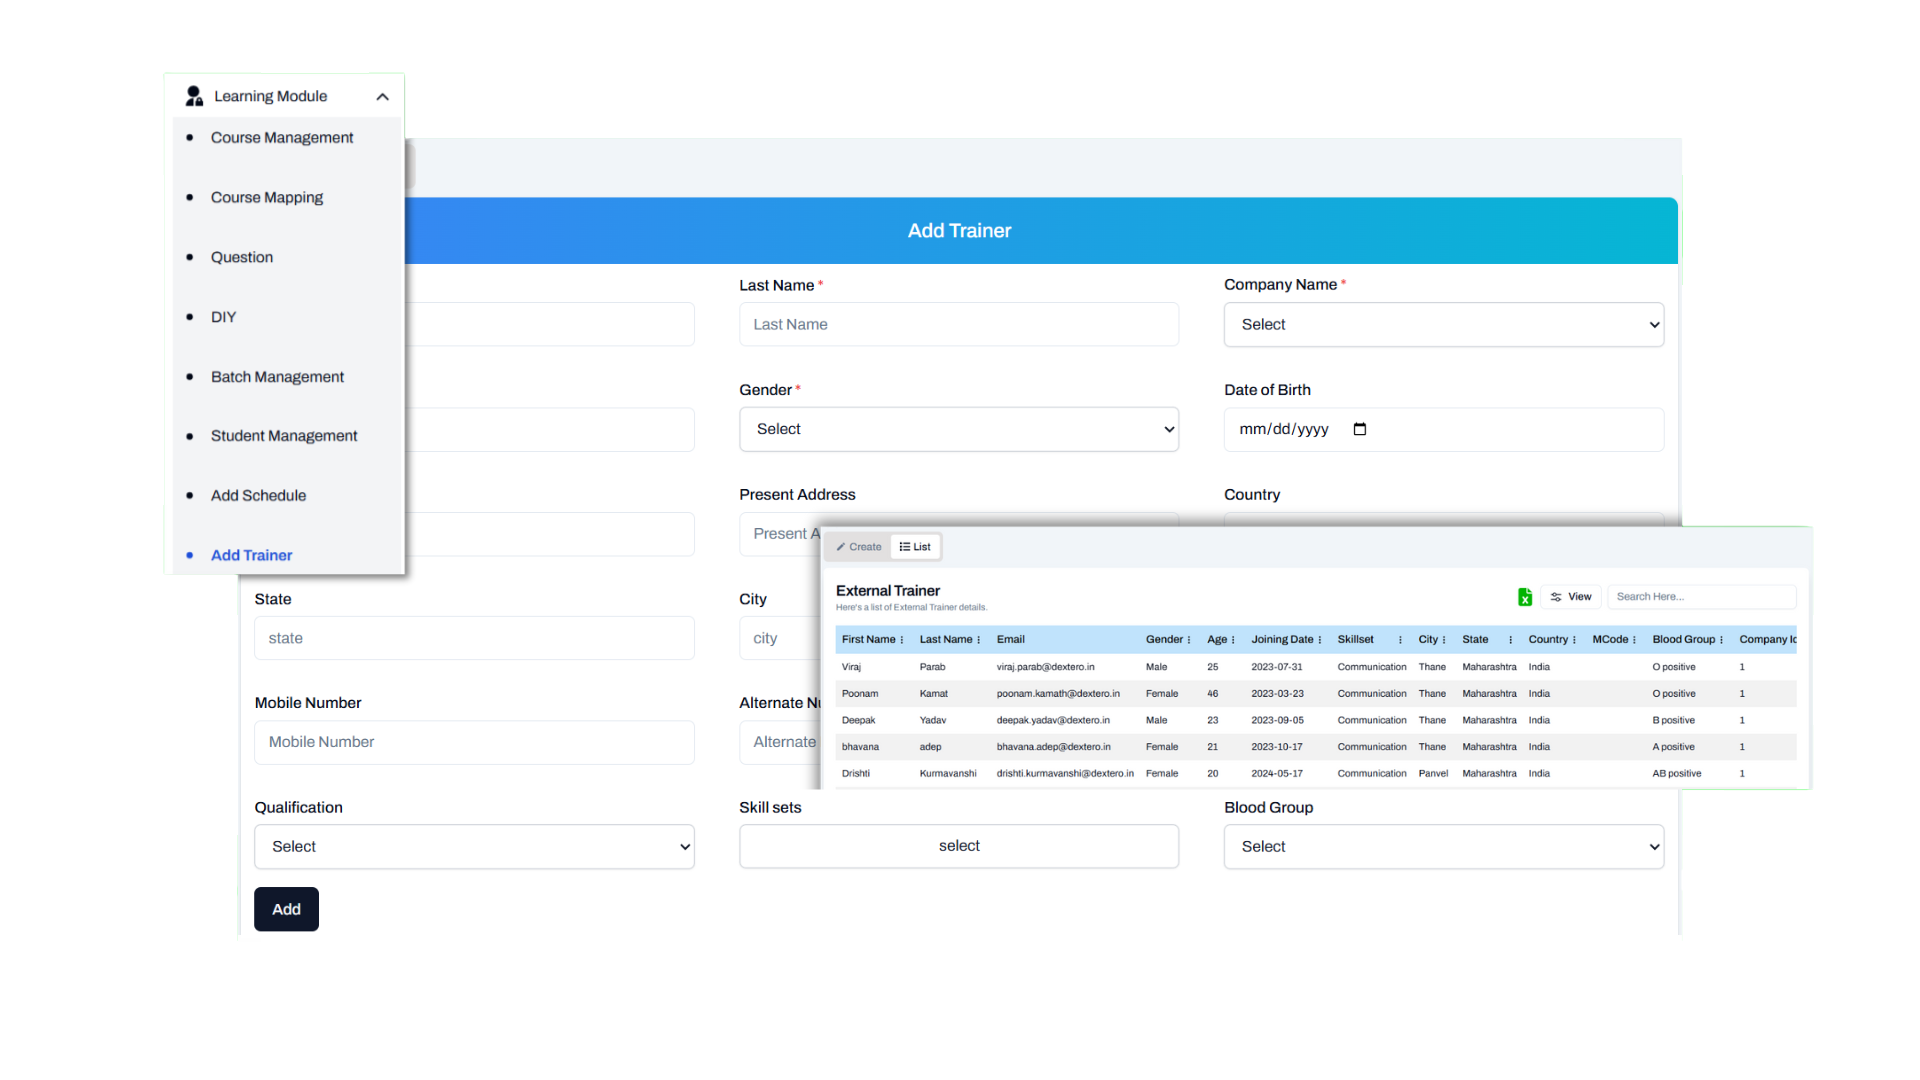 Learning Module
Course Management
Course Mapping
Question
DIY
Batch Management
Student Management
Add Schedule
Add Trainer
Add Trainer
Last Name *
Company Name *
Last Name
Select
Gender *
Date of Birth
Select
mm/dd/yyyy
Present Address
Country
Present A
State
City
state
city
Mobile Number
Alternate Nu
Mobile Number
Alternate
Qualification
Skill sets
Blood Group
Select
select
Select
Add
Create
List
External Trainer
Here's a list of External Trainer details.
View
Search Here...
First Name Last Name Email Gender Age Joining Date Skillset City State Country MCode Blood Group Company Ic
Viraj Parab viraj.parab@dextero.in Male 25 2023-07-31 Communication Thane Maharashtra India O positive 1
Poonam Kamat poonam.kamath@dextero.in Female 46 2023-03-23 Communication Thane Maharashtra India O positive 1
Deepak Yadav deepak.yadav@dextero.in Male 23 2023-09-05 Communication Thane Maharashtra India B positive 1
bhavana adep bhavana.adep@dextero.in Female 21 2023-10-17 Communication Thane Maharashtra India A positive 1
Drishti Kurmavanshi drishti.kurmavanshi@dextero.in Female 20 2024-05-17 Communication Panvel Maharashtra India AB positive 1